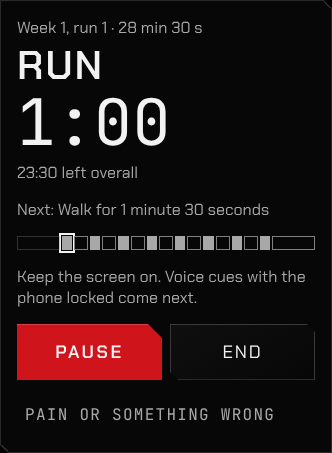 Week 1, run 1 · 28 min 30 s
RUN
1:00
23:30 left overall
Next: Walk for 1 minute 30 seconds
Keep the screen on. Voice cues with the
phone locked come next.
PAUSE
END
PAIN OR SOMETHING WRONG